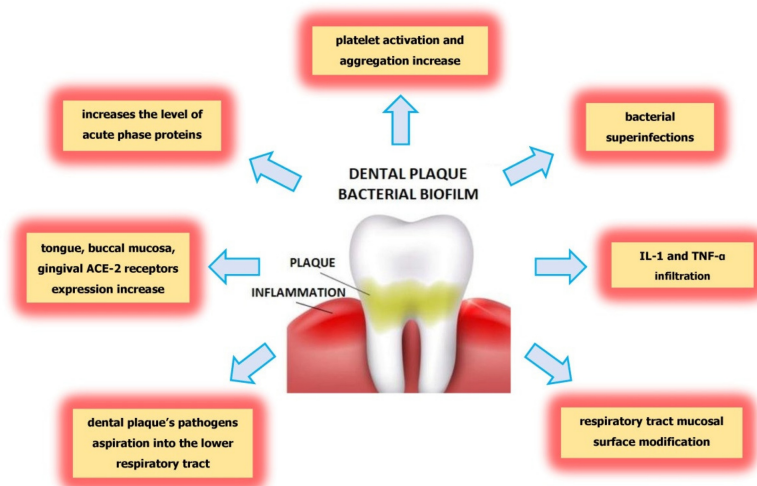 platelet activation and
aggregation increase
increases the level of
acute phase proteins
bacterial
superinfections
DENTAL PLAQUE
BACTERIAL BIOFILM
tongue, buccal mucosa,
gingival ACE-2 receptors
expression increase
PLAQUE
INFLAMMATION
IL-1 and TNF-α
infiltration
dental plaque’s pathogens
aspiration into the lower
respiratory tract
respiratory tract mucosal
surface modification